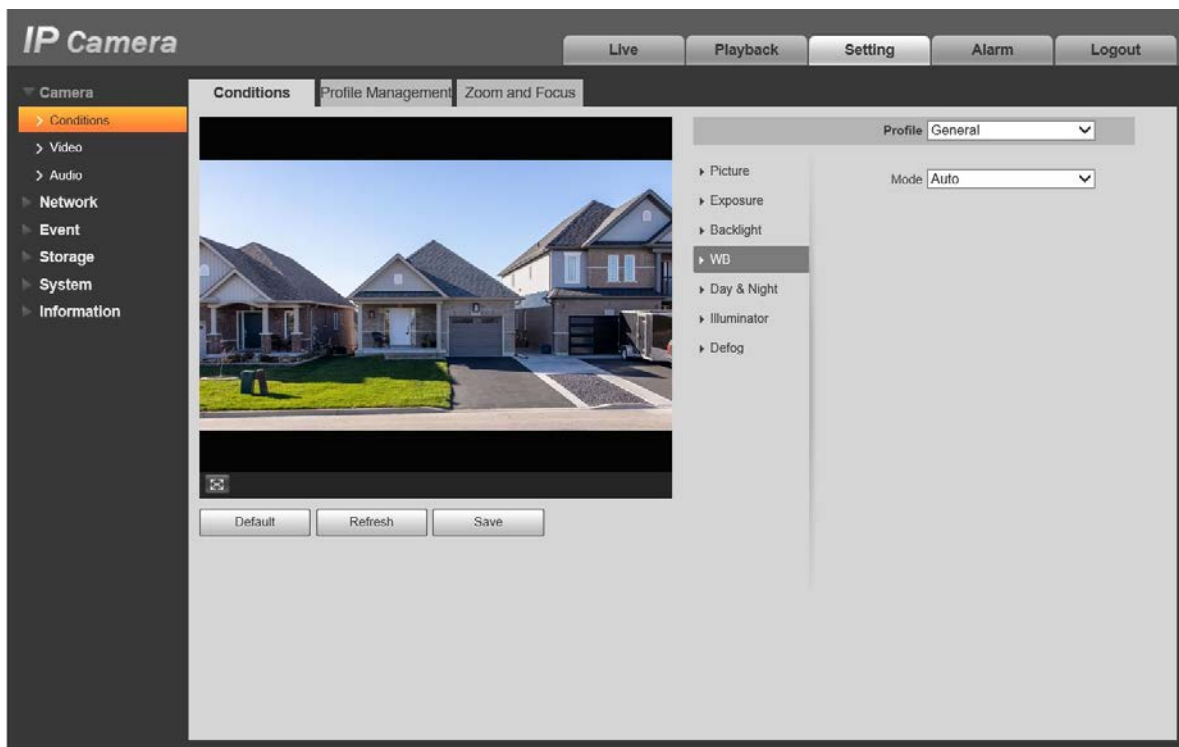 IP Camera
Live
Playback
Setting
Alarm
Logout
Camera
Conditions
Video
Audio
Network
Event
Storage
System
Information
Conditions
Profile Management
Zoom and Focus
Default
Refresh
Save
Profile General
Picture
Exposure
Backlight
WB
Day & Night
Illuminator
Defog
Mode Auto